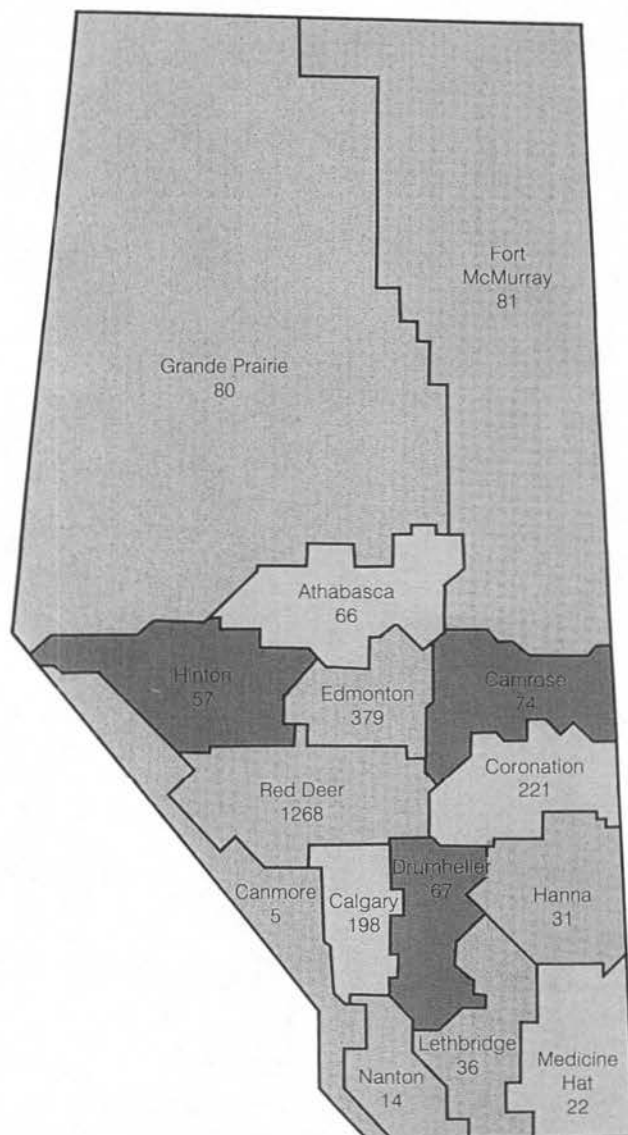 Fort
McMurray
81
Grande Prairie
80
Athabasca
66
Hinton
57
Edmonton
379
Camrose
74
Coronation
221
Red Deer
1268
Drumheller
67
Canmore
5
Calgary
198
Hanna
31
Lethbridge
36
Nanton
14
Medicine
Hat
22